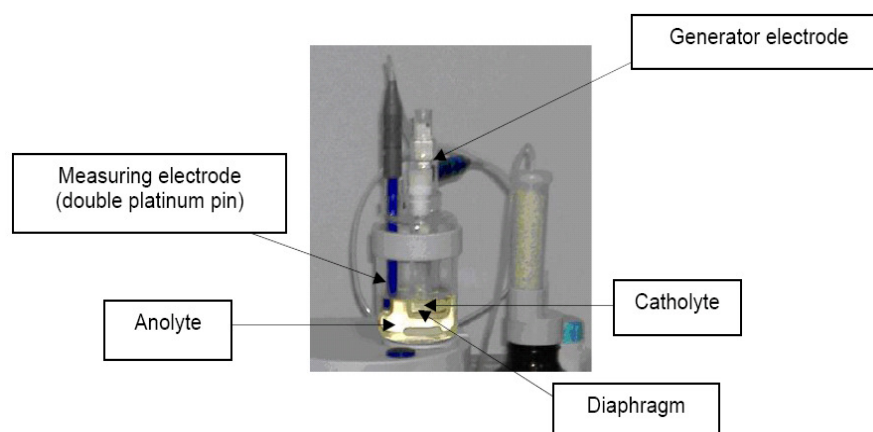 Generator electrode
Measuring electrode
(double platinum pin)
Anolyte
Catholyte
Diaphragm